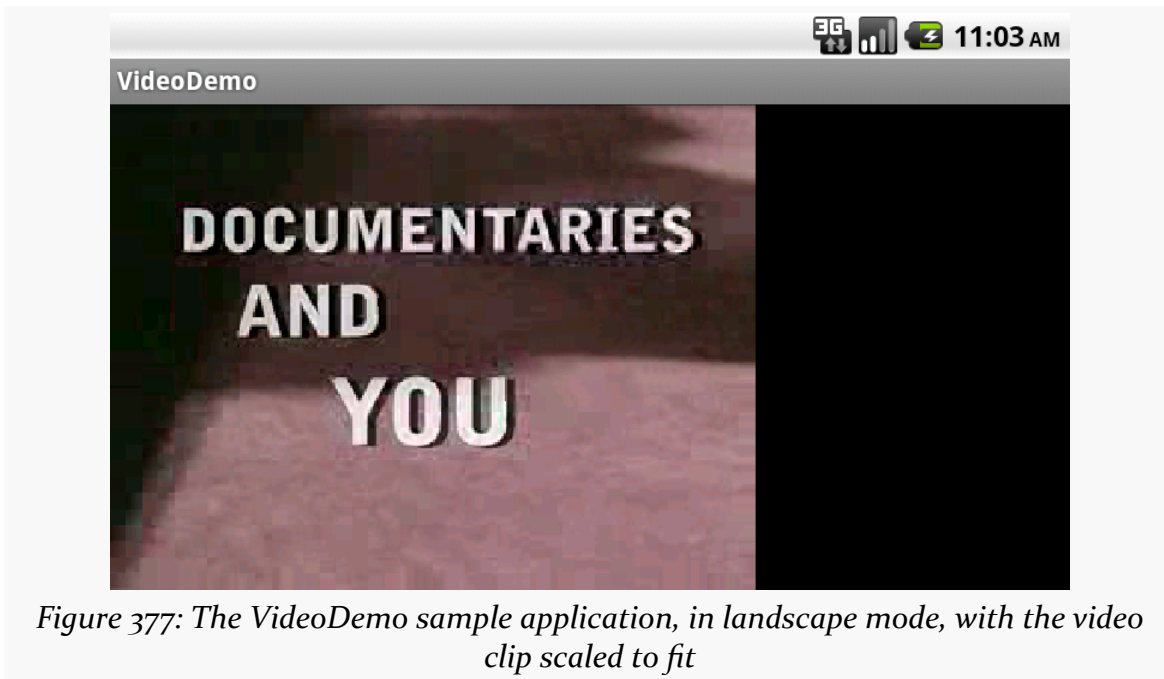 3G
11:03 AM
VideoDemo
DOCUMENTARIES
AND
YOU
Figure 377: The VideoDemo sample application, in landscape mode, with the video
clip scaled to fit